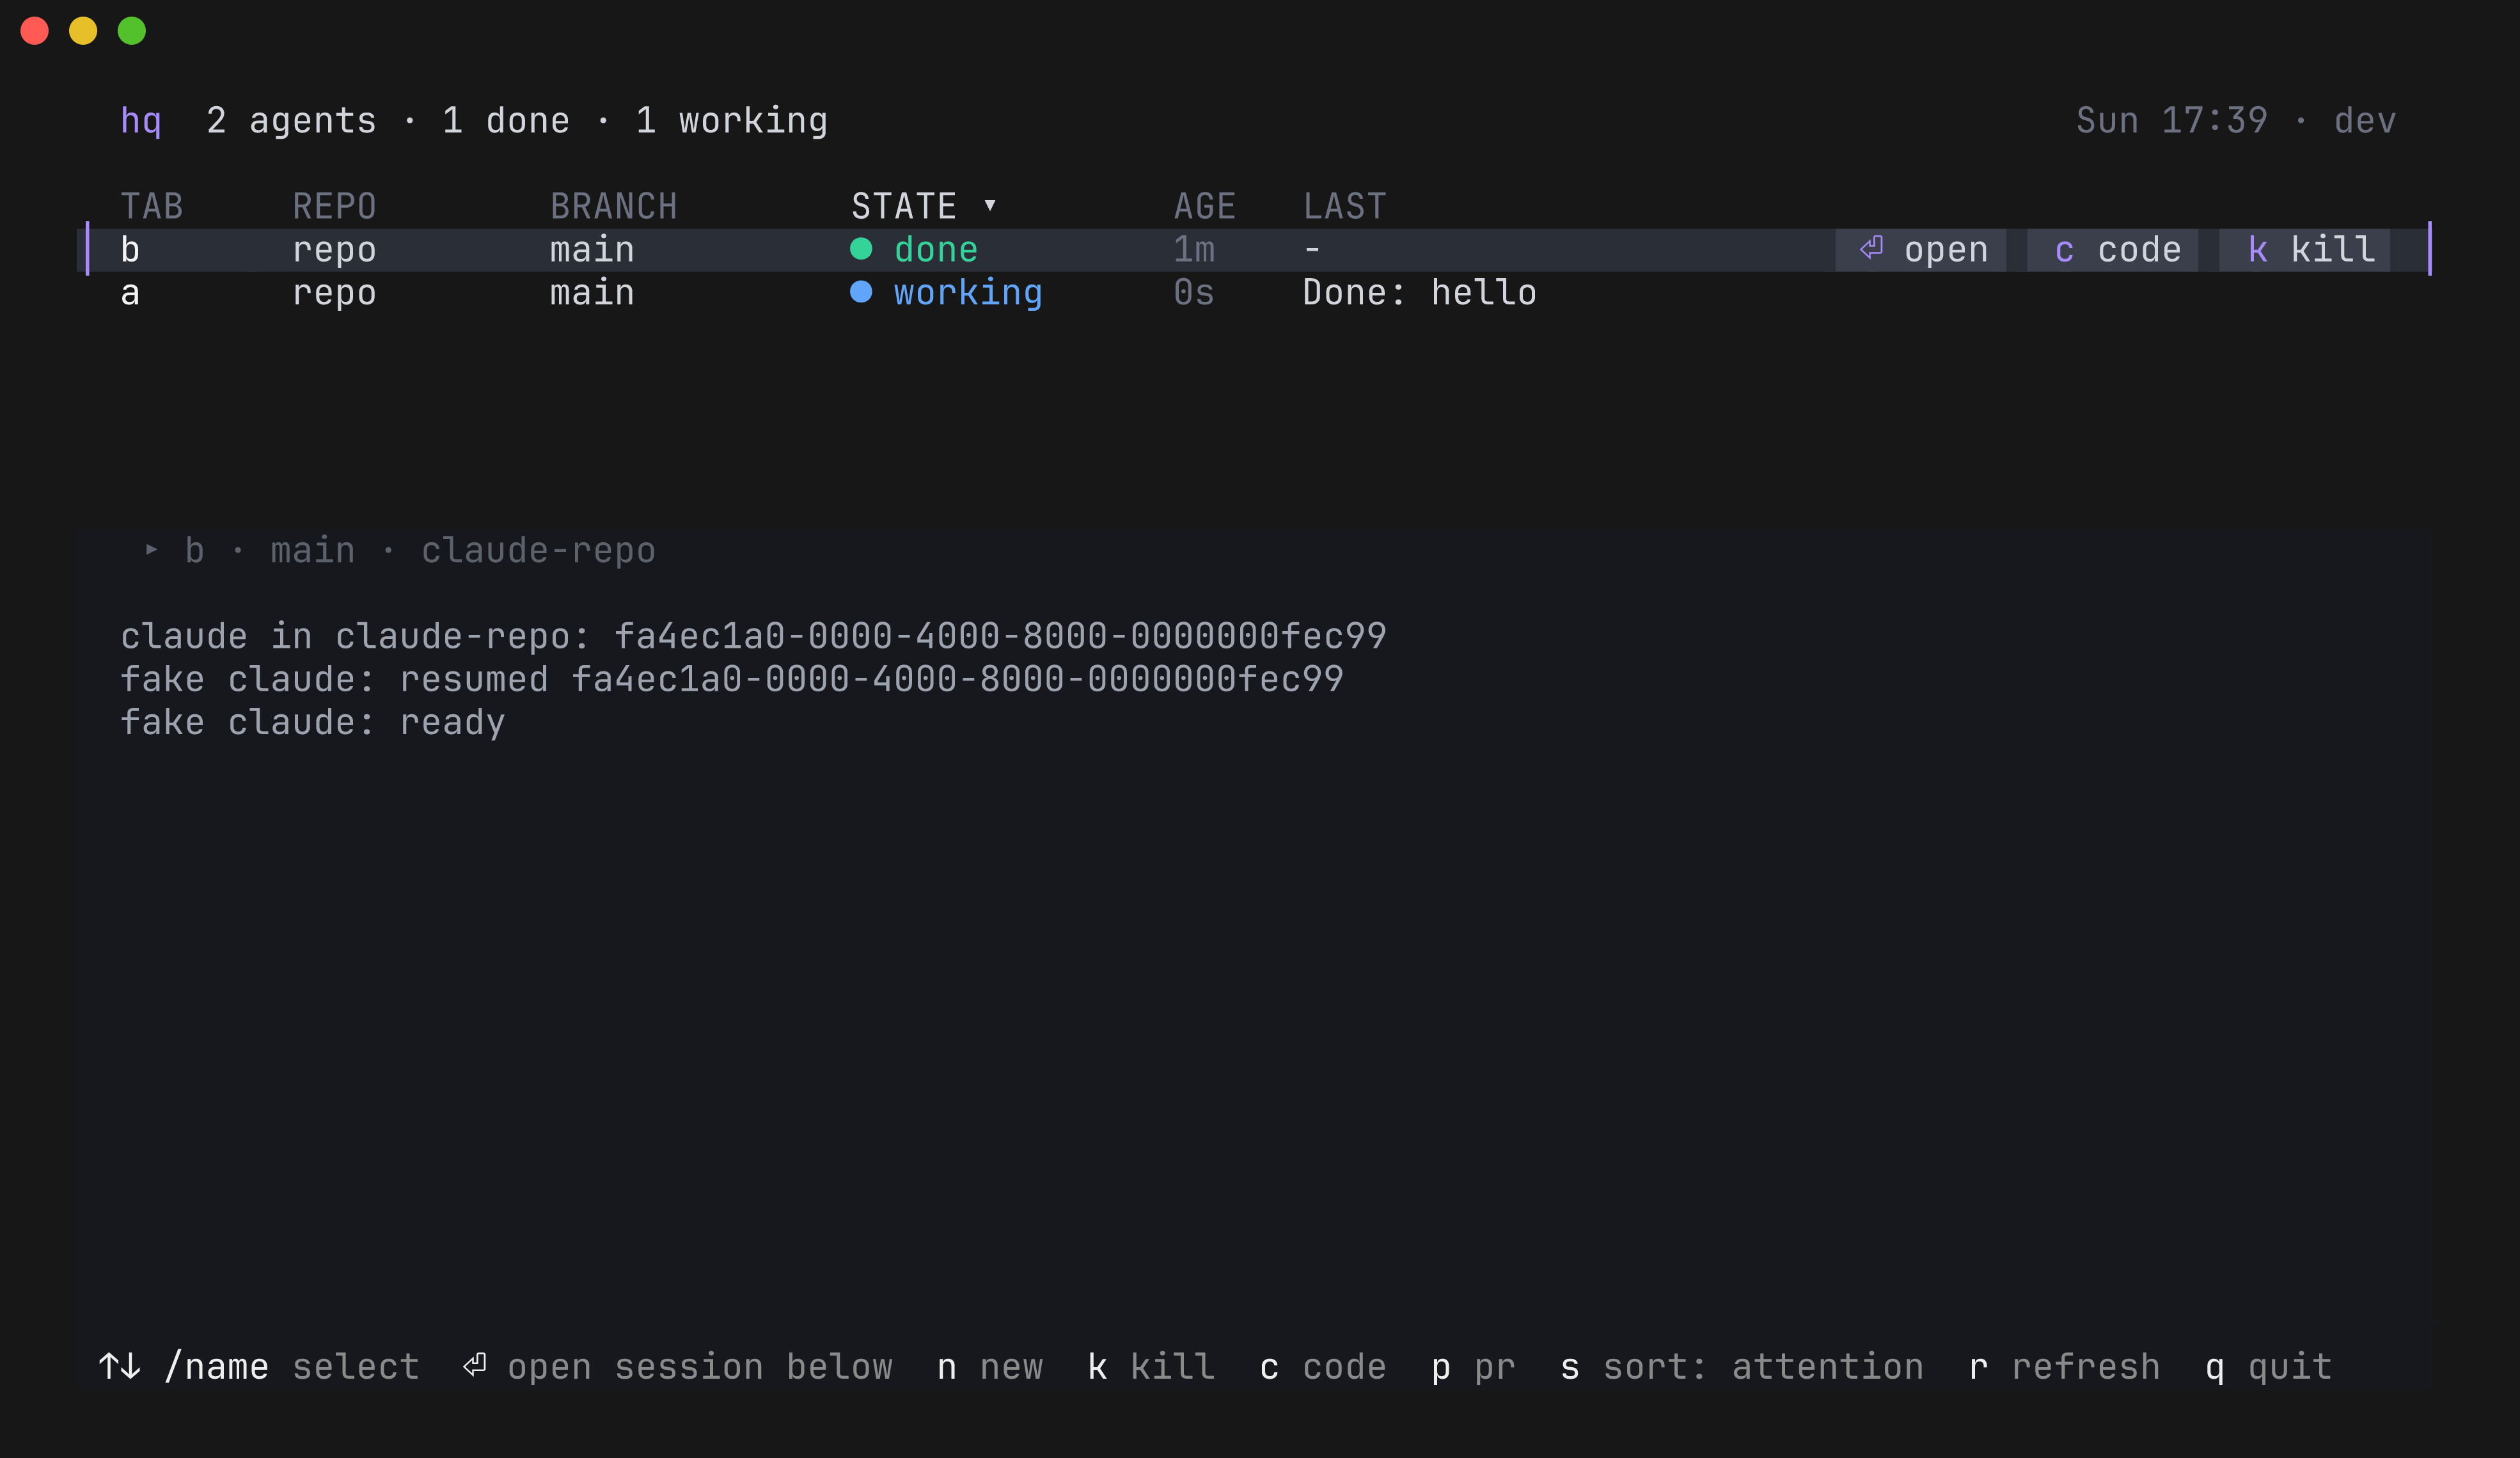 hq 2 agents · 1 done · 1 working Sun 17:39 · dev
TAB REPO BRANCH STATE ▾ AGE LAST
b repo main ● done 1m - ⏎ open c code k kill
a repo main ● working 0s Done: hello
▸ b · main · claude-repo
claude in claude-repo: fa4ec1a0-0000-4000-8000-0000000fec99
fake claude: resumed fa4ec1a0-0000-4000-8000-0000000fec99
fake claude: ready
↑↓ /name select ⏎ open session below n new k kill c code p pr s sort: attention r refresh q quit